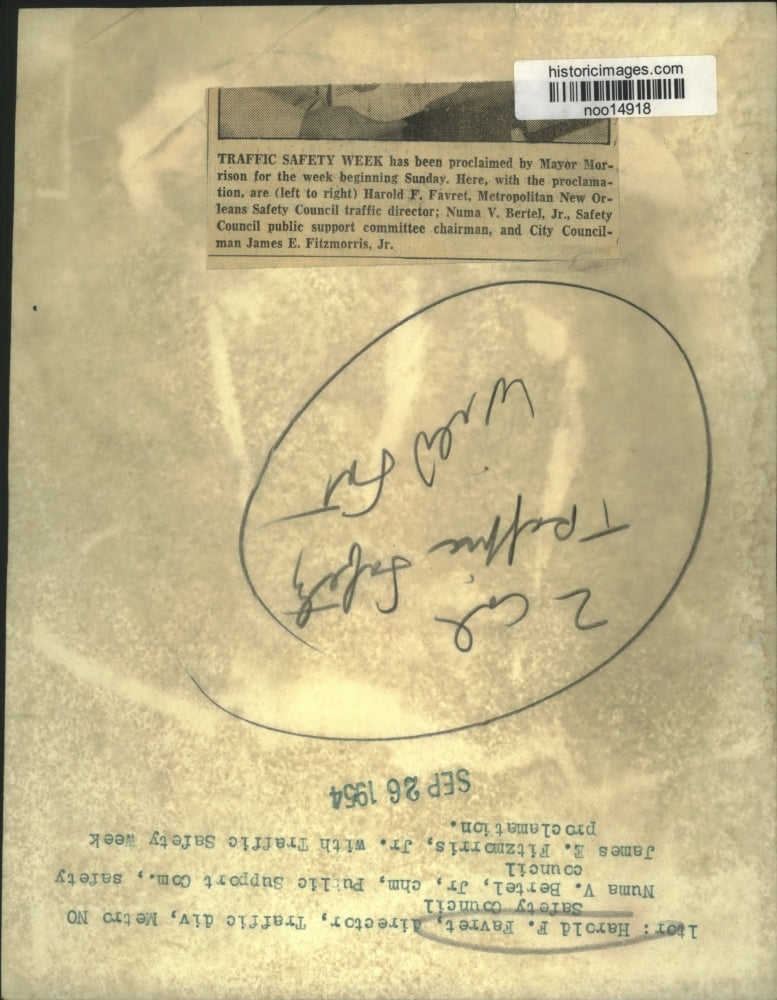 historicimages.com
noo14918
TRAFFIC SAFETY WEEK has been proclaimed by Mayor Mor-
rison for the week beginning Sunday. Here, with the proclama-
tion, are (left to right) Harold F. Favret, Metropolitan New Or-
leans Safety Council traffic director; Numa V. Bertel, Jr., Safety
Council public support committee chairman, and City Council-
man James E. Fitzmorris, Jr.
2 Col
Traffic Safety
SEP 26 1954
ltor: Harold F. Favret, director, Traffic div, Metro NO
Safety Council
Numa V. Bertel, Jr, chm, Public Support Com., safety
council
James E. Fitzmorris, Jr. with Traffic Safety Week
proclamation.